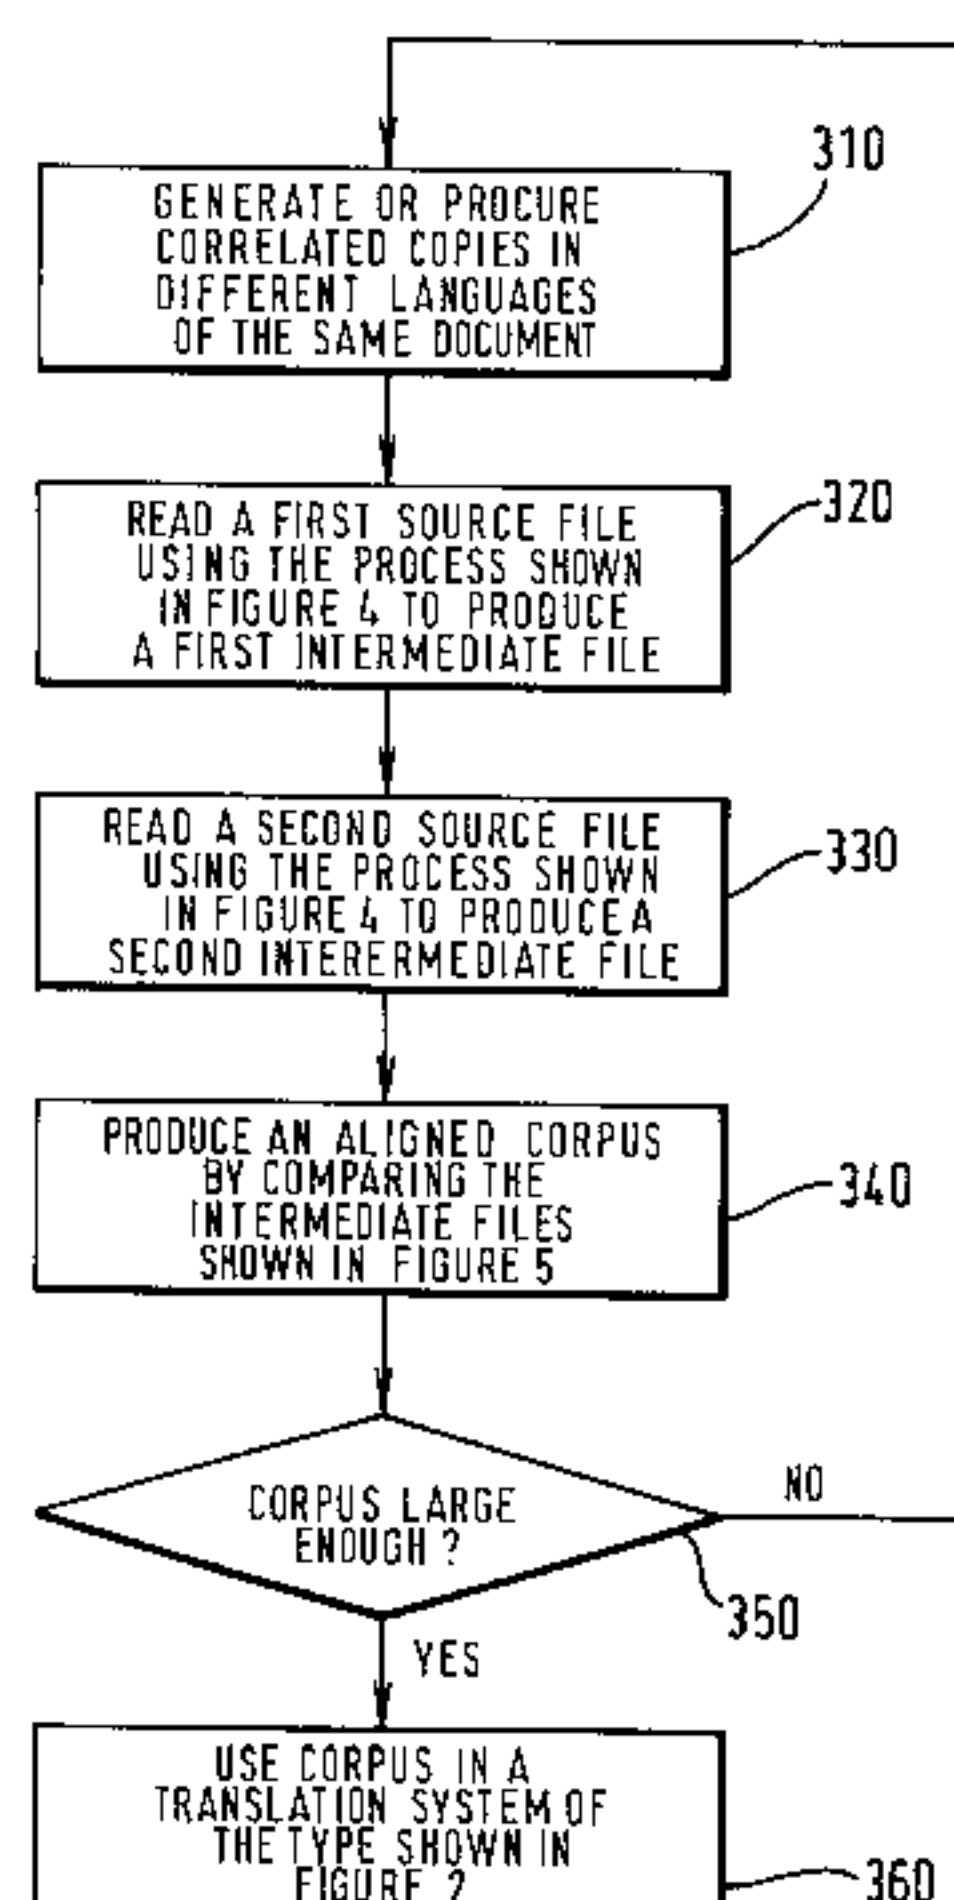 310
GENERATE OR PROCURE
CORRELATED COPIES IN
DIFFERENT LANGUAGES
OF THE SAME DOCUMENT
320
READ A FIRST SOURCE FILE
USING THE PROCESS SHOWN
IN FIGURE 4 TO PRODUCE
A FIRST INTERMEDIATE FILE
330
READ A SECOND SOURCE FILE
USING THE PROCESS SHOWN
IN FIGURE 4 TO PRODUCE A
SECOND INTERERMEDIATE FILE
340
PRODUCE AN ALIGNED CORPUS
BY COMPARING THE
INTERMEDIATE FILES
SHOWN IN FIGURE 5
NO
CORPUS LARGE
ENOUGH ?
350
YES
USE CORPUS IN A
TRANSLATION SYSTEM OF
THE TYPE SHOWN IN
FIGURE 2
360